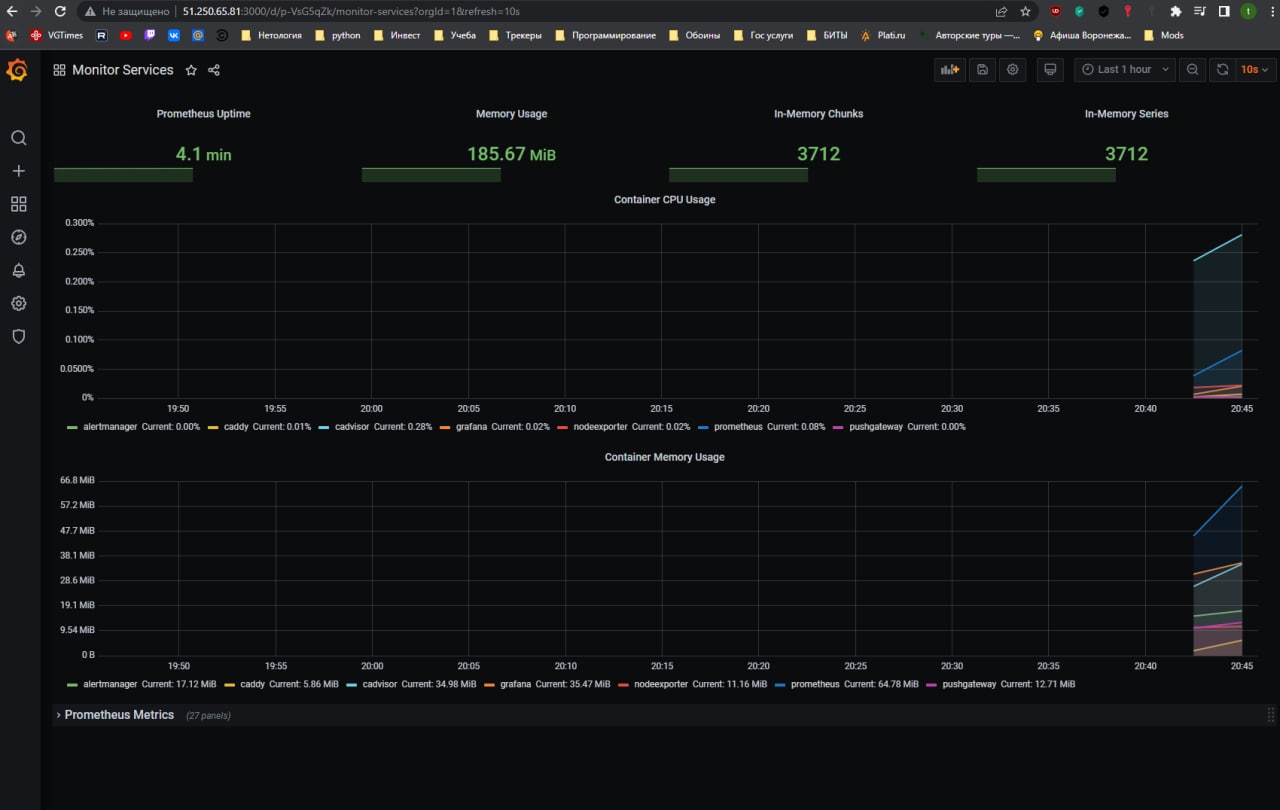 Не защищено 51.250.65.81:3000/d/p-VsG5qZk/monitor-services?orgId=1&refresh=10s
VGTimes Нетология python Инвест Учеба Трекеры Программирование Обоины Гос услуги БИТЫ Plati.ru Авторские туры —... Афиша Воронежа... Mods
Monitor Services Last 1 hour 10s
Prometheus Uptime Memory Usage In-Memory Chunks In-Memory Series
4.1 min 185.67 MiB 3712 3712
Container CPU Usage
0.300%
0.250%
0.200%
0.150%
0.100%
0.0500%
0%
19:50 19:55 20:00 20:05 20:10 20:15 20:20 20:25 20:30 20:35 20:40 20:45
alertmanager Current: 0.00% caddy Current: 0.01% cadvisor Current: 0.28% grafana Current: 0.02% nodeexporter Current: 0.02% prometheus Current: 0.08% pushgateway Current: 0.00%
Container Memory Usage
66.8 MiB
57.2 MiB
47.7 MiB
38.1 MiB
28.6 MiB
19.1 MiB
9.54 MiB
0 B
19:50 19:55 20:00 20:05 20:10 20:15 20:20 20:25 20:30 20:35 20:40 20:45
alertmanager Current: 17.12 MiB caddy Current: 5.86 MiB cadvisor Current: 34.98 MiB grafana Current: 35.47 MiB nodeexporter Current: 11.16 MiB prometheus Current: 64.78 MiB pushgateway Current: 12.71 MiB
Prometheus Metrics (27 panels)